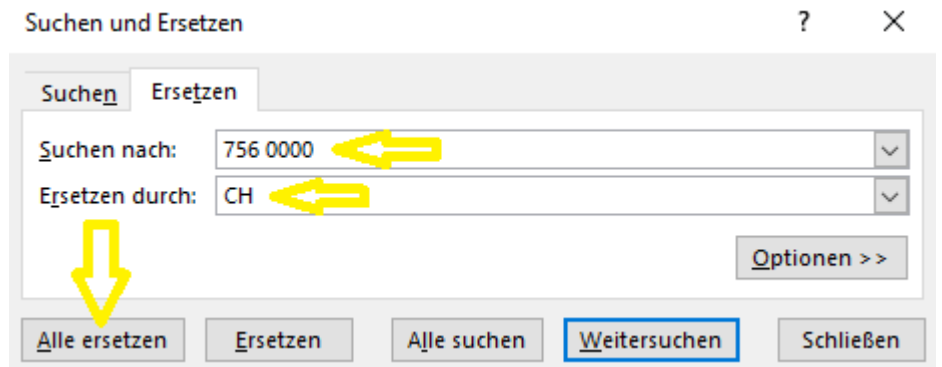 Suchen und Ersetzen ? ×
Suchen Ersetzen
Suchen nach: 756 0000
Ersetzen durch: CH
Optionen >>
Alle ersetzen Ersetzen Alle suchen Weitersuchen Schließen